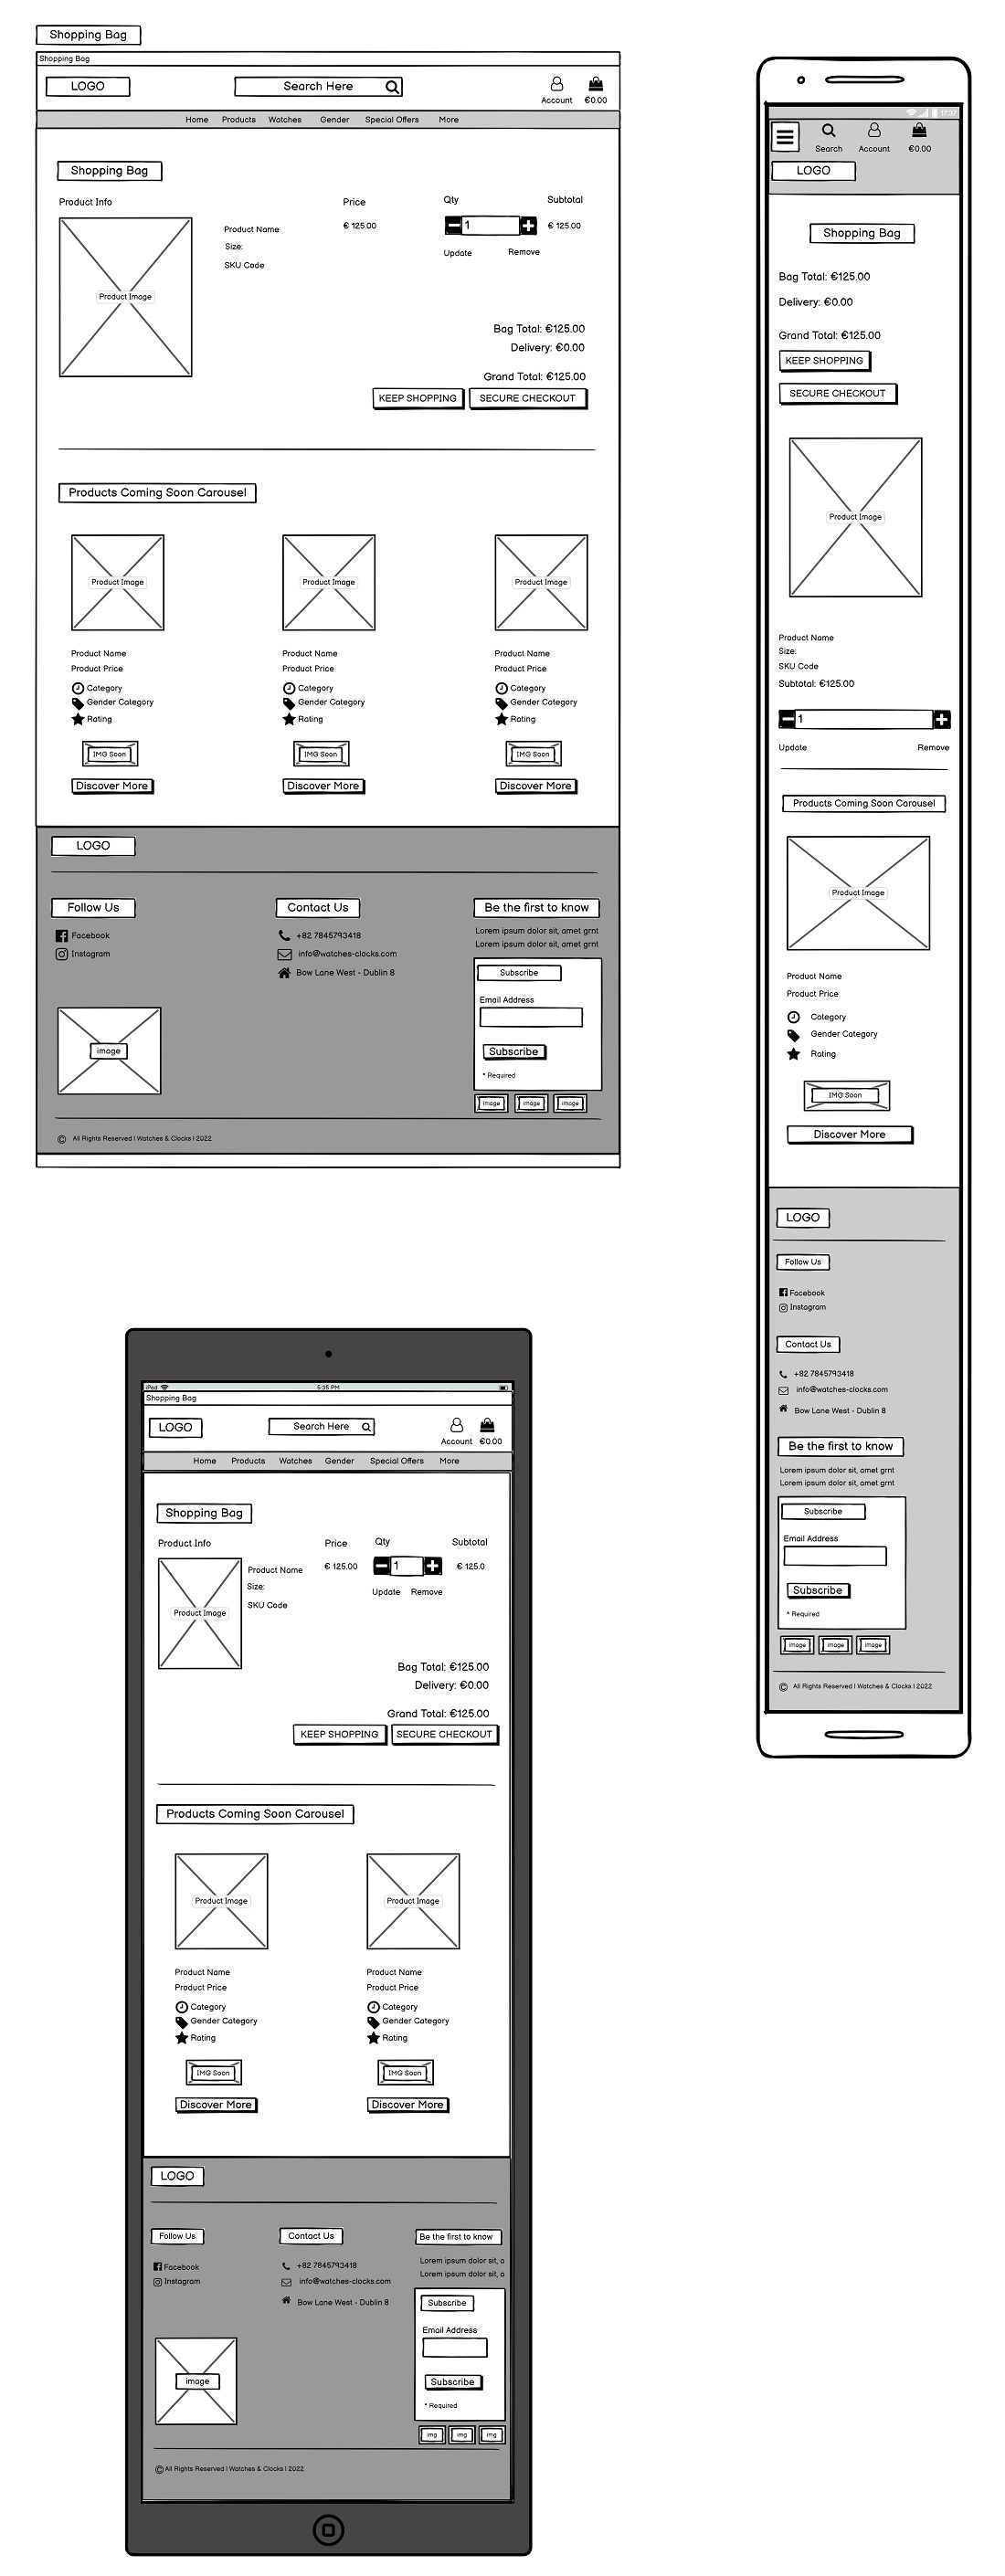 Shopping Bag
Shopping Bag
LOGO
Search Here
Account
€0.00
Home Products Watches Gender Special Offers More
Shopping Bag
Product Info Price Qty Subtotal
Product Image
Product Name
Size:
SKU Code
€ 125.00
1
€ 125.00
Update Remove
Bag Total: €125.00
Delivery: €0.00
Grand Total: €125.00
KEEP SHOPPING SECURE CHECKOUT
Products Coming Soon Carousel
Product Image Product Image Product Image
Product Name Product Name Product Name
Product Price Product Price Product Price
Category Category Category
Gender Category Gender Category Gender Category
Rating Rating Rating
IMG Soon IMG Soon IMG Soon
Discover More Discover More Discover More
LOGO
Follow Us
Facebook
Instagram
image
Contact Us
+82 7845793418
info@watches-clocks.com
Bow Lane West - Dublin 8
Be the first to know
Lorem ipsum dolor sit, amet grnt
Lorem ipsum dolor sit, amet grnt
Subscribe
Email Address
Subscribe
* Required
image image image
© All Rights Reserved | Watches & Clocks | 2022
17:37
Search Account €0.00
LOGO
Shopping Bag
Bag Total: €125.00
Delivery: €0.00
Grand Total: €125.00
KEEP SHOPPING
SECURE CHECKOUT
Product Image
Product Name
Size:
SKU Code
Subtotal: €125.00
1
Update Remove
Products Coming Soon Carousel
Product Image
Product Name
Product Price
Category
Gender Category
Rating
IMG Soon
Discover More
LOGO
Follow Us
Facebook
Instagram
Contact Us
+82 7845793418
info@watches-clocks.com
Bow Lane West - Dublin 8
Be the first to know
Lorem ipsum dolor sit, amet grnt
Lorem ipsum dolor sit, amet grnt
Subscribe
Email Address
Subscribe
* Required
image image image
© All Rights Reserved | Watches & Clocks | 2022
iPod 5:35 PM
Shopping Bag
LOGO
Search Here
Account €0.00
Home Products Watches Gender Special Offers More
Shopping Bag
Product Info Price Qty Subtotal
Product Image
Product Name
Size:
SKU Code
€ 125.00
1
€ 125.0
Update Remove
Bag Total: €125.00
Delivery: €0.00
Grand Total: €125.00
KEEP SHOPPING SECURE CHECKOUT
Products Coming Soon Carousel
Product Image Product Image
Product Name Product Name
Product Price Product Price
Category Category
Gender Category Gender Category
Rating Rating
IMG Soon IMG Soon
Discover More Discover More
LOGO
Follow Us
Facebook
Instagram
image
Contact Us
+82 7845793418
info@watches-clocks.com
Bow Lane West - Dublin 8
Be the first to know
Lorem ipsum dolor sit, a
Lorem ipsum dolor sit, a
Subscribe
Email Address
Subscribe
* Required
img img img
© All Rights Reserved | Watches & Clocks | 2022